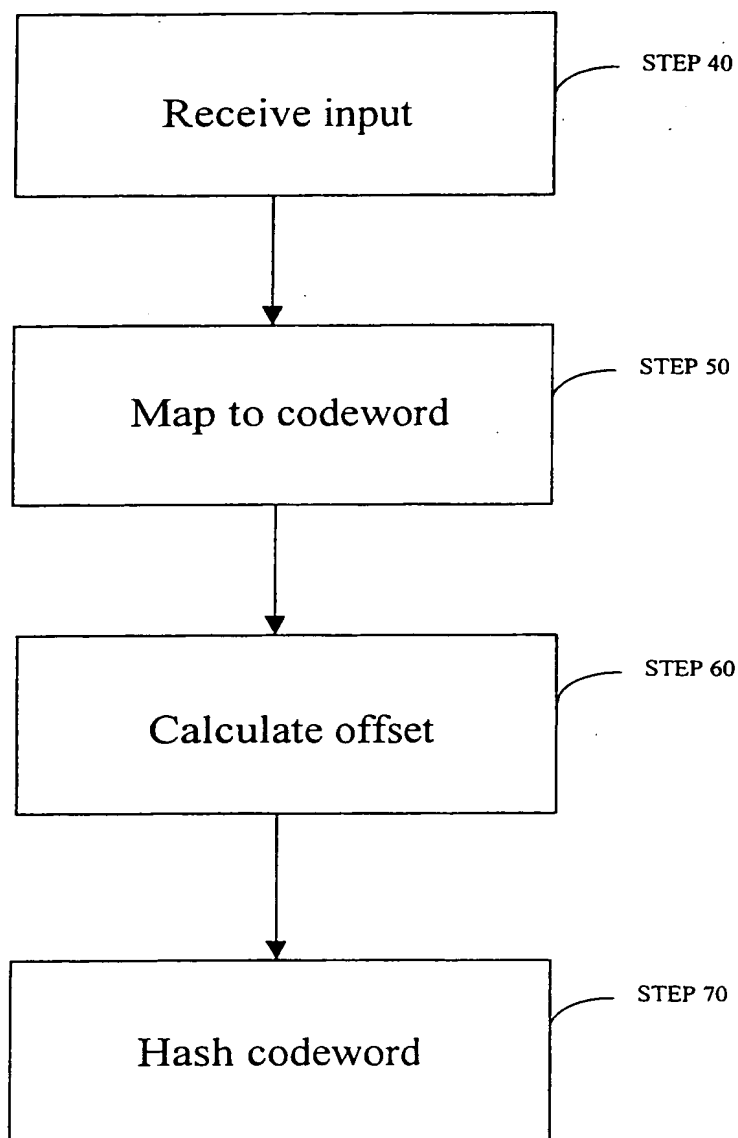 STEP 40
Receive input
STEP 50
Map to codeword
STEP 60
Calculate offset
STEP 70
Hash codeword